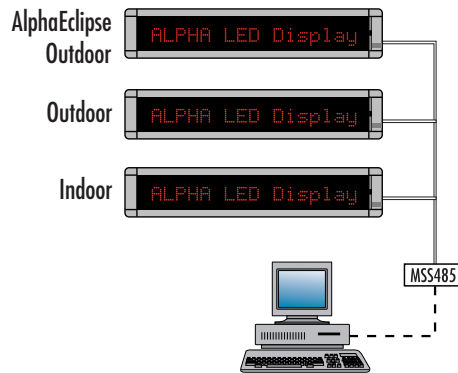 AlphaEclipse
Outdoor
ALPHA LED Display
Outdoor
ALPHA LED Display
Indoor
ALPHA LED Display
MSS485